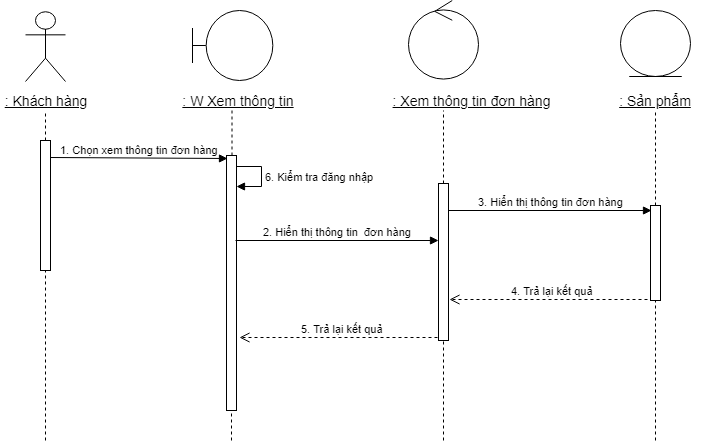 : Khách hàng
: W Xem thông tin
: Xem thông tin đơn hàng
: Sản phẩm
1. Chọn xem thông tin đơn hàng
6. Kiểm tra đăng nhập
3. Hiển thị thông tin đơn hàng
2. Hiển thị thông tin  đơn hàng
4. Trả lại kết quả
5. Trả lại kết quả